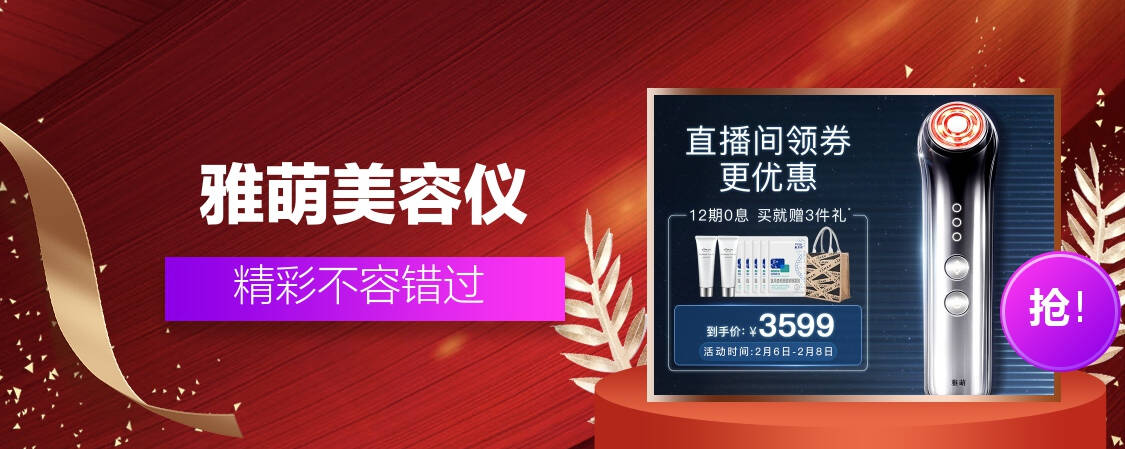 雅萌美容仪
精彩不容错过
直播间领券
更优惠
12期0息 买就赠3件礼*
到手价:¥3599
活动时间:2月6日-2月8日
雅萌
抢!